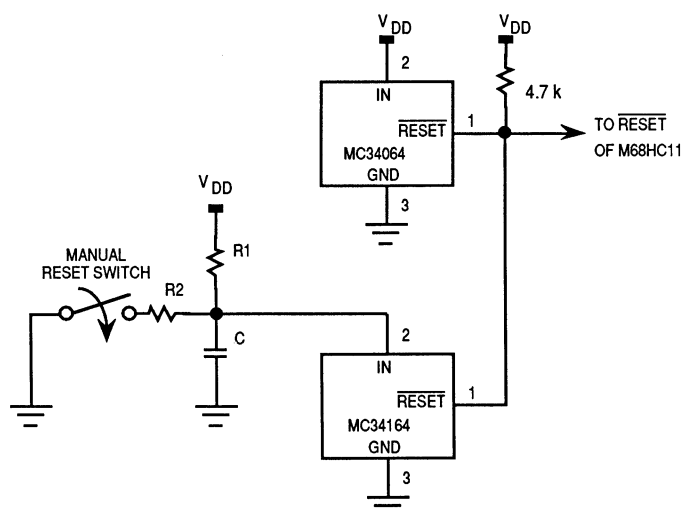 VDD
VDD
2
IN
4.7 k
RESET
1
TO RESET
MC34064
OF M68HC11
GND
3
VDD
MANUAL
RESET SWITCH
R1
R2
C
2
IN
RESET
1
MC34164
GND
3